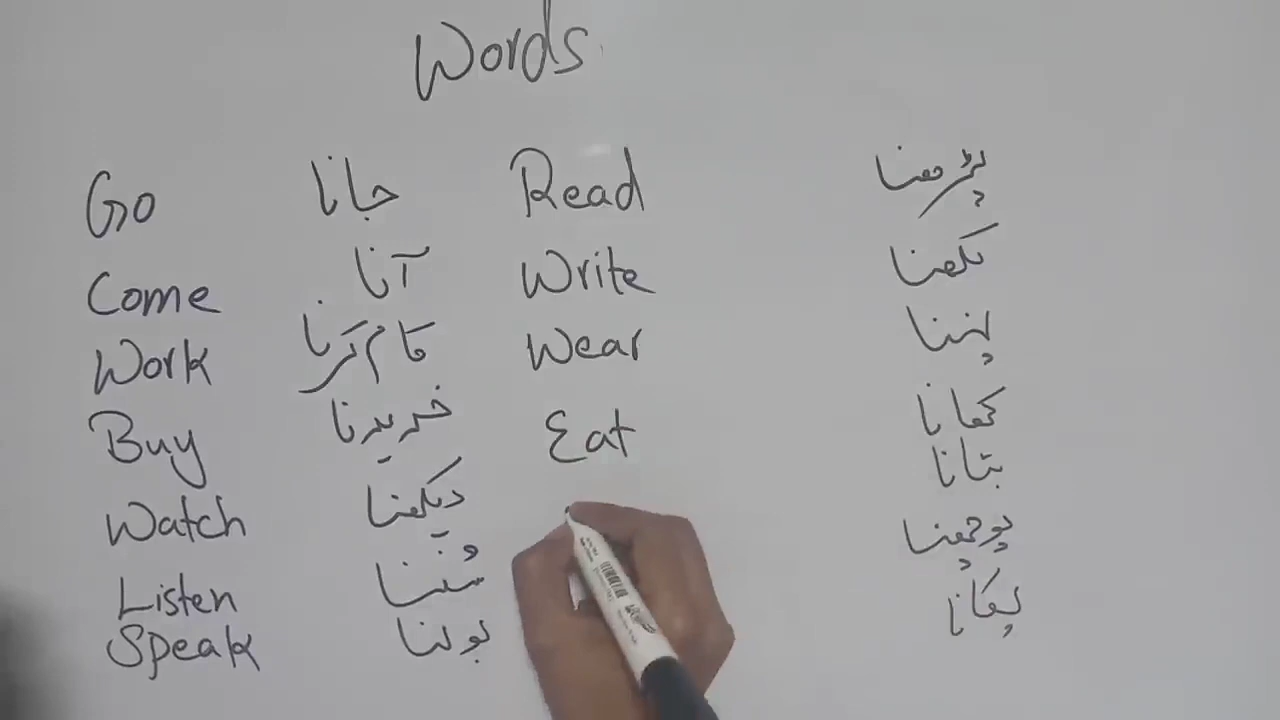 Words
Go جانا Read پڑھنا
Come آنا Write لکھنا
Work کام کرنا Wear پہننا
Buy خریدنا Eat کھانا
Watch دیکھنا بتانا
Listen سُننا پوچھنا
Speak بولنا پکانا